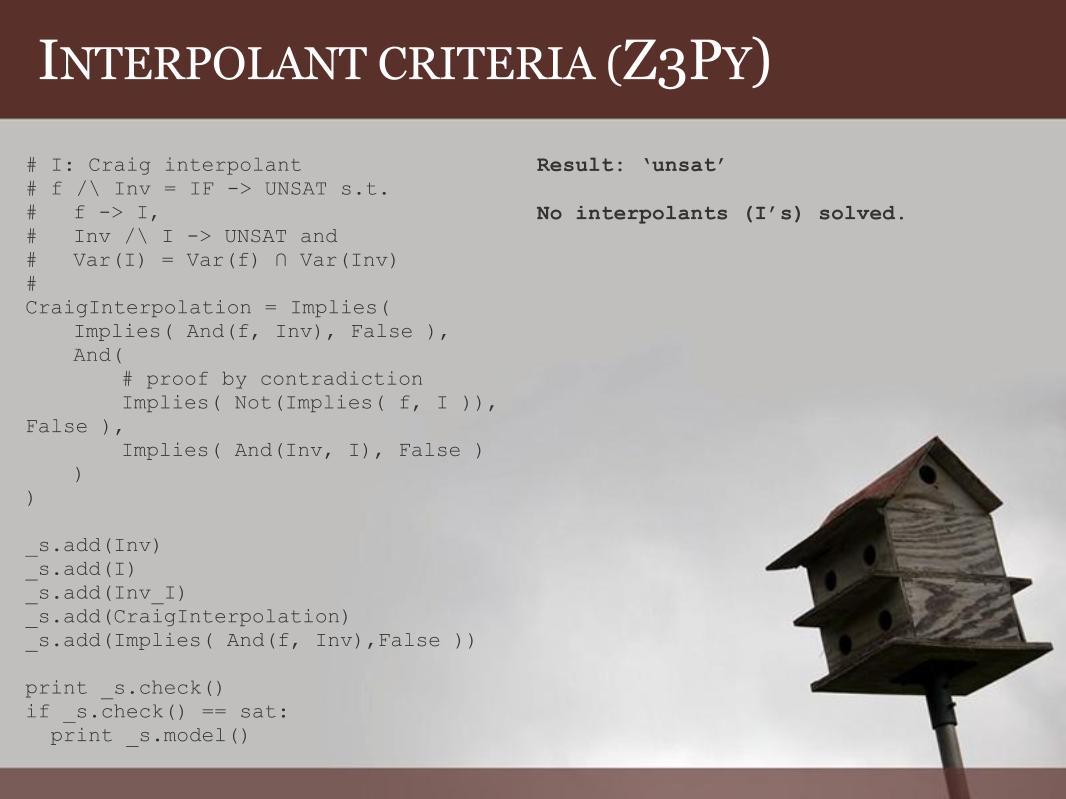 INTERPOLANT CRITERIA (Z3PY)
# I: Craig interpolant
# f /\ Inv = IF -> UNSAT s.t.
#   f -> I,
#   Inv /\ I -> UNSAT and
#   Var(I) = Var(f) ∩ Var(Inv)
#
CraigInterpolation = Implies(
    Implies( And(f, Inv), False ),
    And(
        # proof by contradiction
        Implies( Not(Implies( f, I )),
False ),
        Implies( And(Inv, I), False )
    )
)
_s.add(Inv)
_s.add(I)
_s.add(Inv_I)
_s.add(CraigInterpolation)
_s.add(Implies( And(f, Inv),False ))
print _s.check()
if _s.check() == sat:
  print _s.model()
Result: ‘unsat’
No interpolants (I’s) solved.